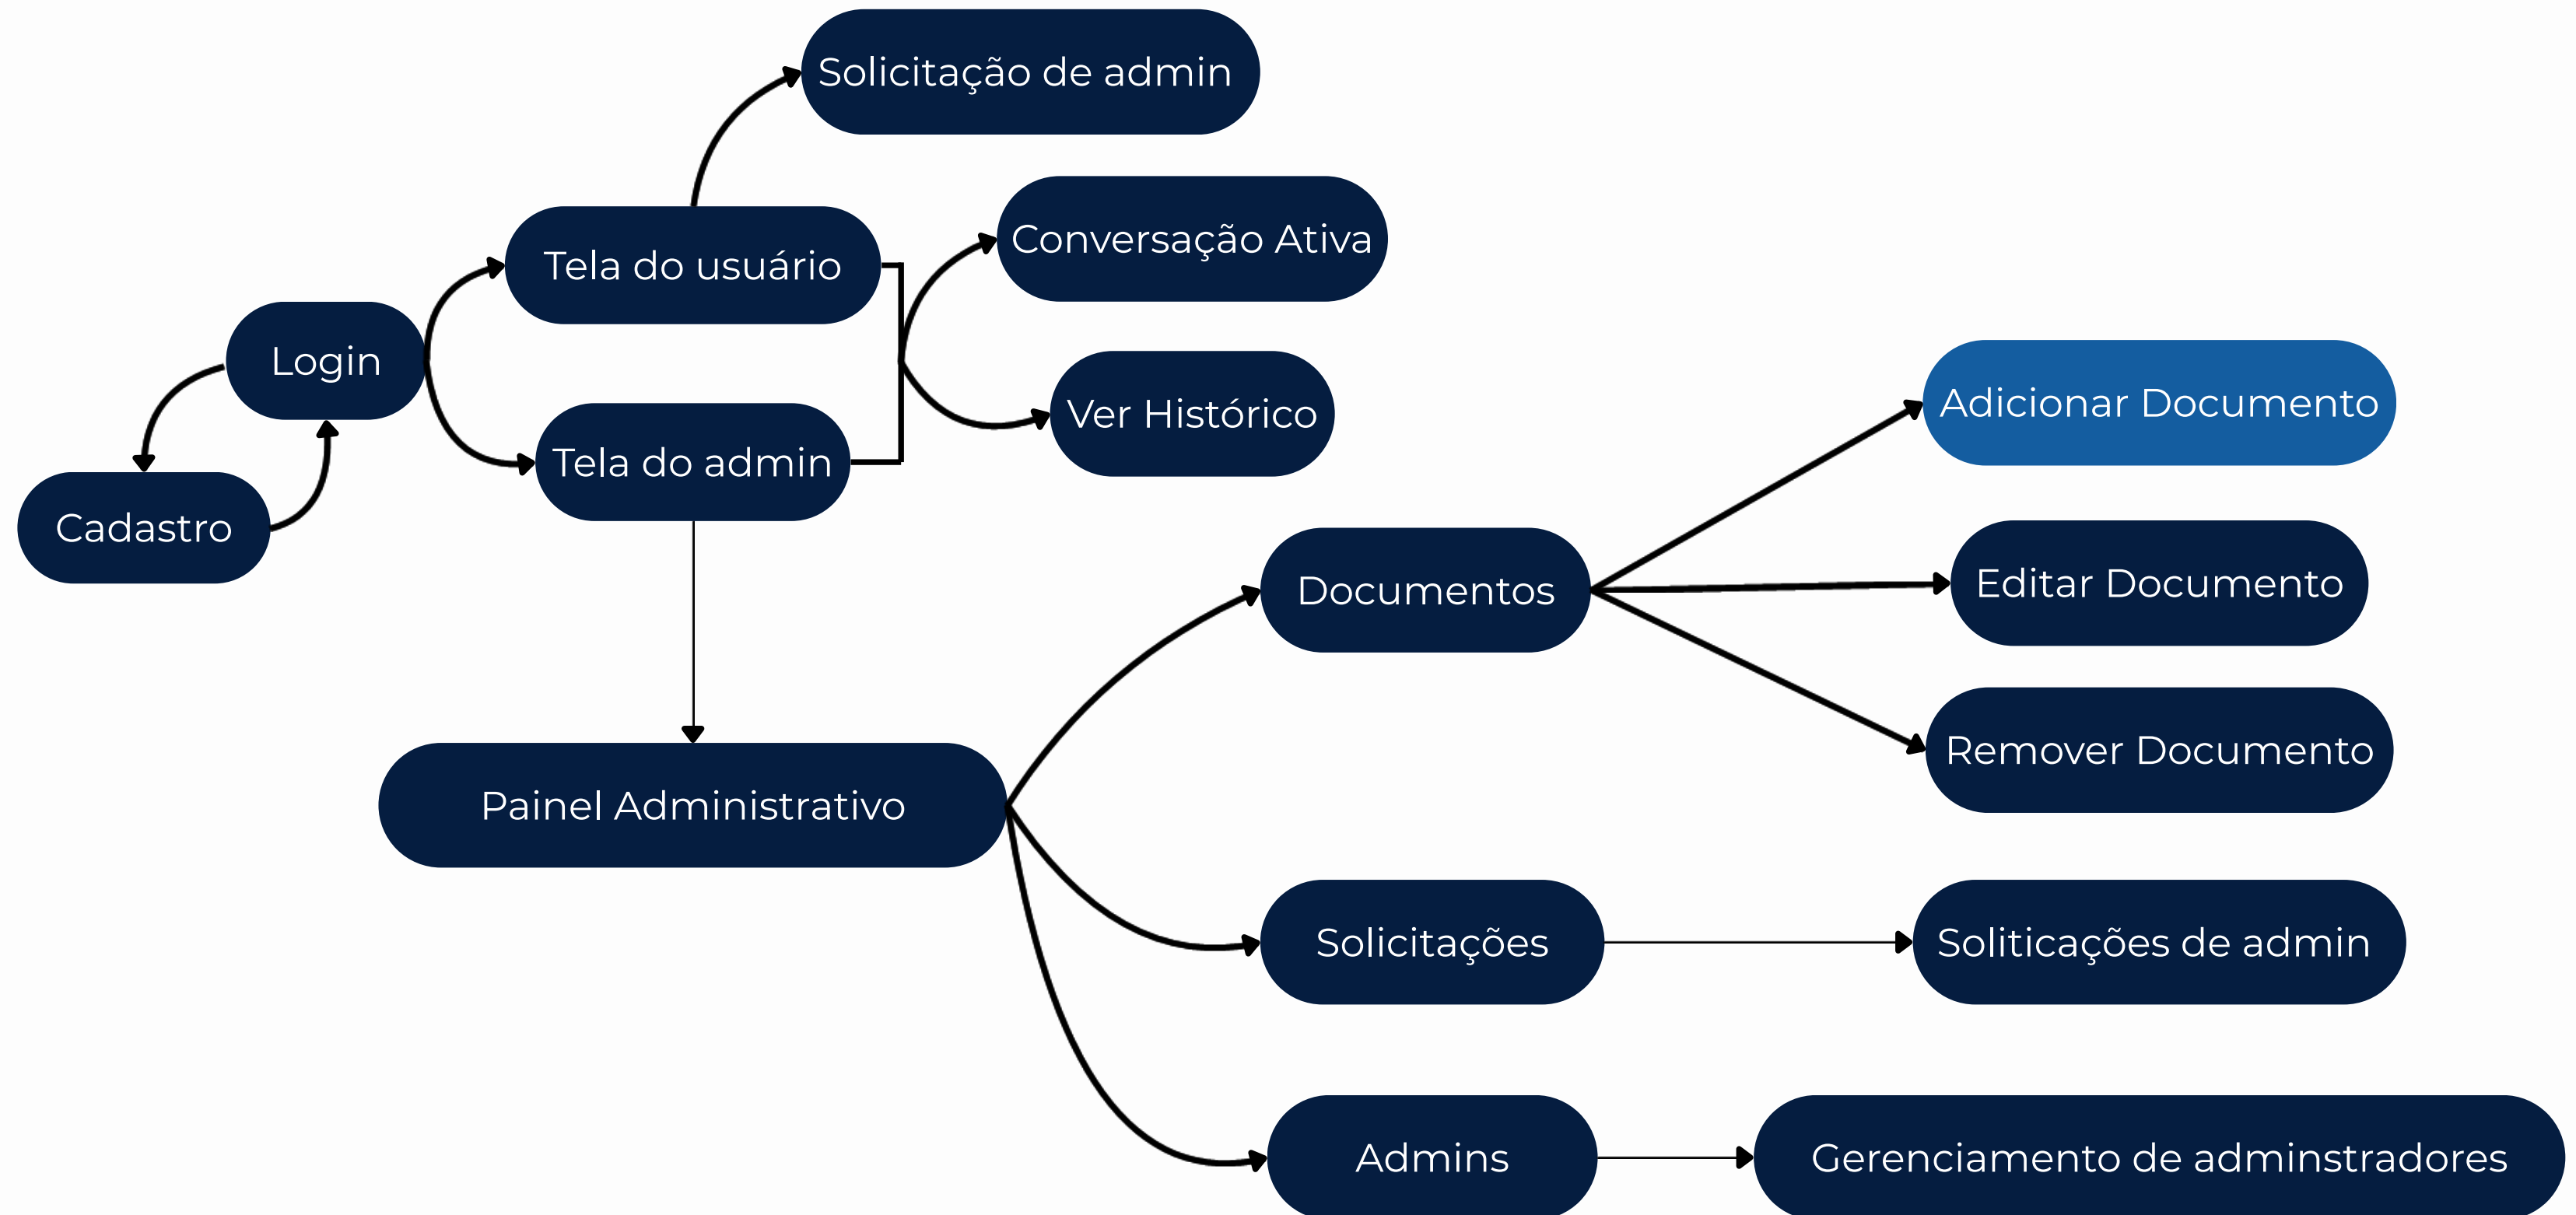 Solicitação de admin
Conversação Ativa
Tela do usuário
Login
Ver Histórico
Adicionar Documento
Tela do admin
Cadastro
Documentos
Editar Documento
Remover Documento
Painel Administrativo
Solicitações
Soliticações de admin
Admins
Gerenciamento de adminstradores